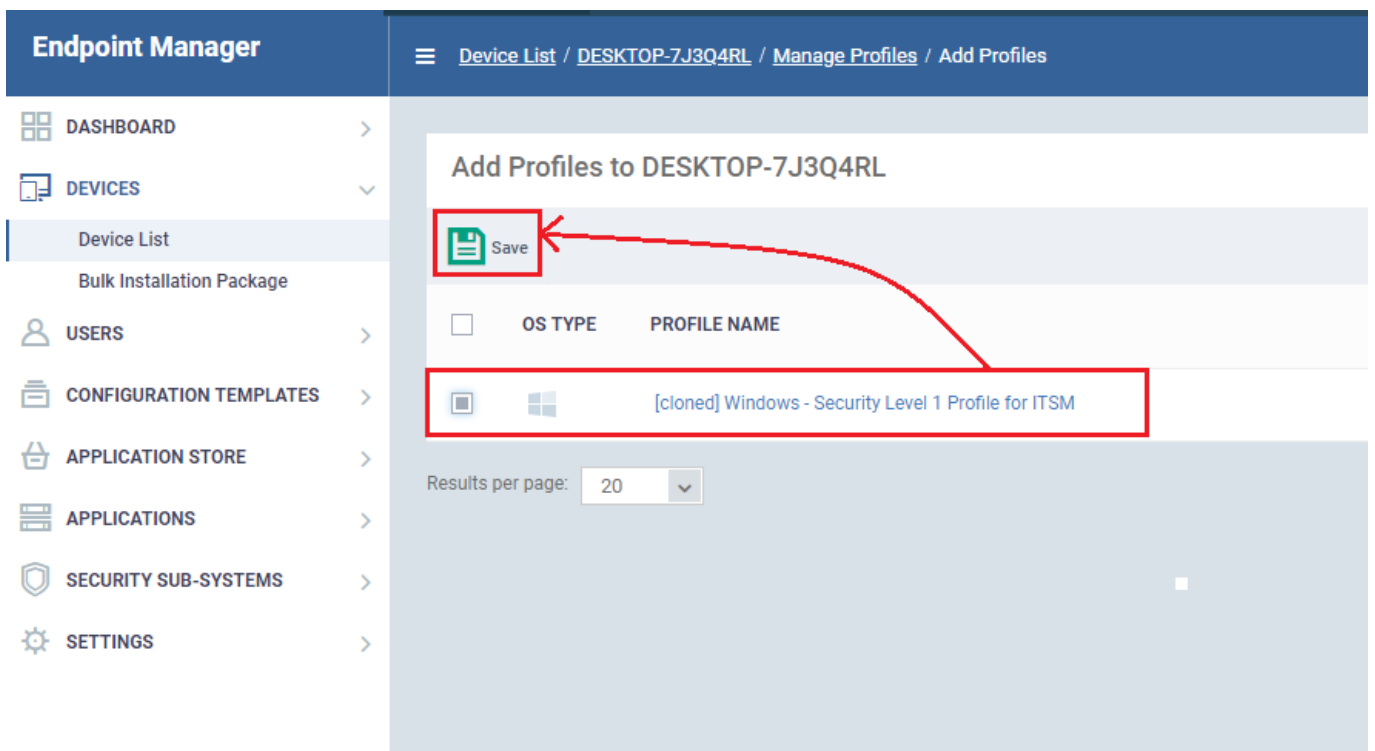 Endpoint Manager
Device List / DESKTOP-7J3Q4RL / Manage Profiles / Add Profiles
DASHBOARD
DEVICES
Device List
Bulk Installation Package
USERS
CONFIGURATION TEMPLATES
APPLICATION STORE
APPLICATIONS
SECURITY SUB-SYSTEMS
SETTINGS
Add Profiles to DESKTOP-7J3Q4RL
Save
OS TYPE PROFILE NAME
[cloned] Windows - Security Level 1 Profile for ITSM
Results per page: 20